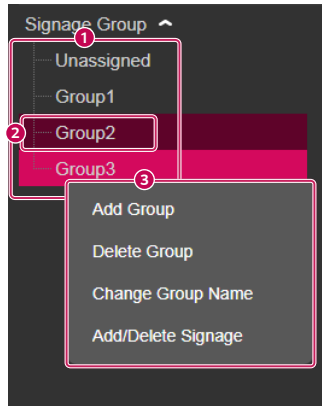 Signage Group
1
Unassigned
Group1
2 Group2
Group3
3
Add Group
Delete Group
Change Group Name
Add/Delete Signage